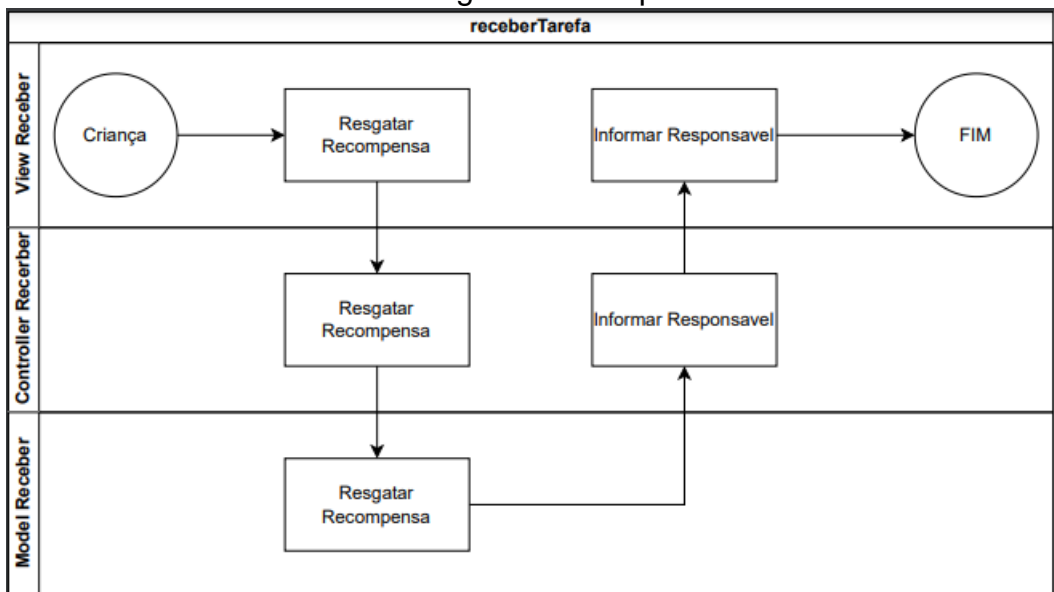 receberTarefa
View Receber
Criança
Resgatar
Recompensa
Informar Responsavel
FIM
Controller Recerber
Resgatar
Recompensa
Informar Responsavel
Model Receber
Resgatar
Recompensa